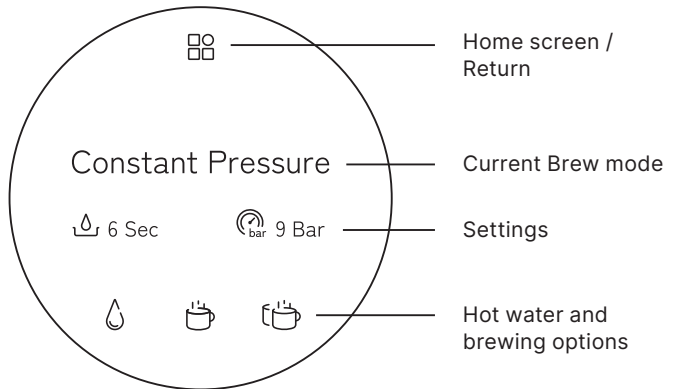 Home screen /
Return
Constant Pressure
Current Brew mode
6 Sec
bar 9 Bar
Settings
Hot water and
brewing options